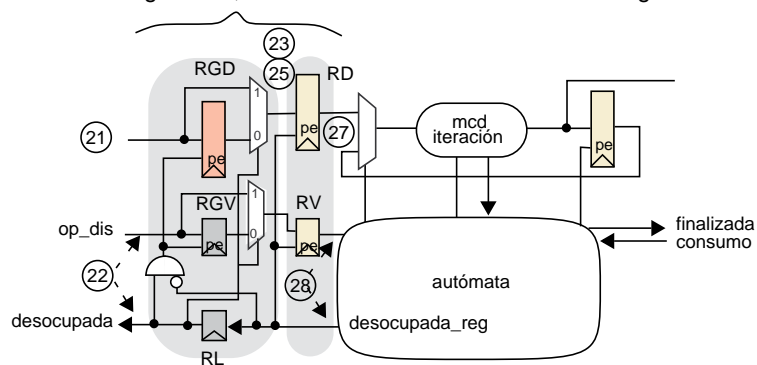 23
RGD
25
RD
1
21
pe
0
pe
27
mcd
iteración
pe
RGV
1
RV
op_dis
pe
0
pe
finalizada
consumo
22
28
autómata
desocupada
desocupada_reg
RL